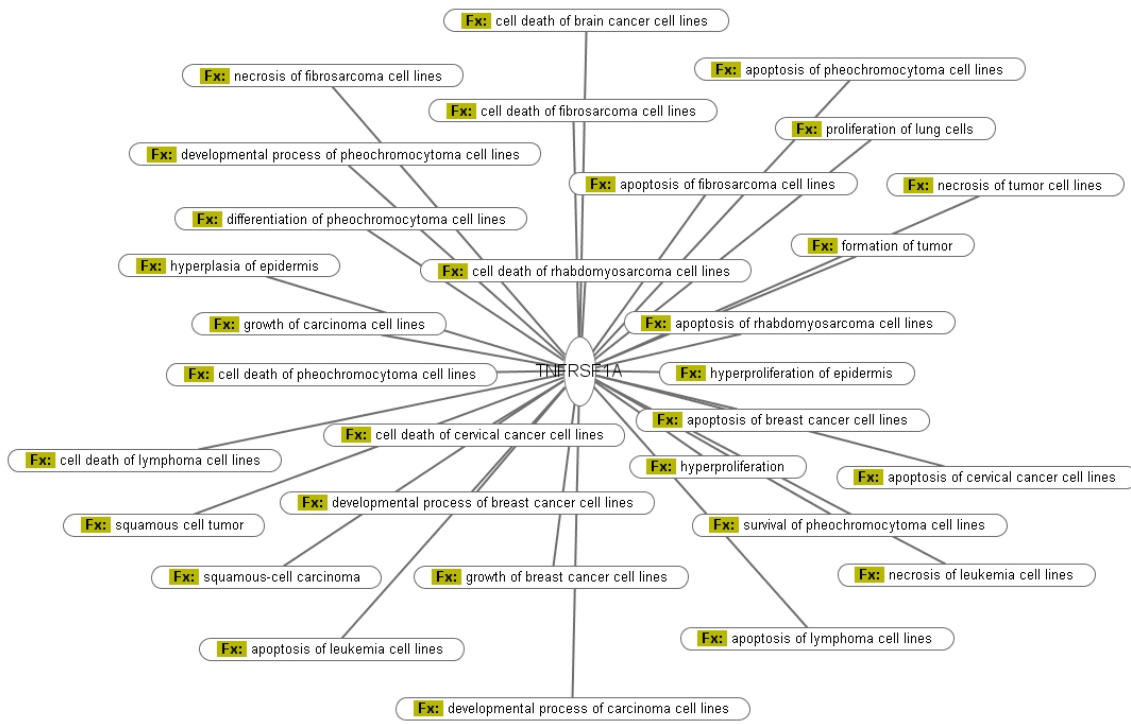 Fx: cell death of brain cancer cell lines
Fx: necrosis of fibrosarcoma cell lines
Fx: apoptosis of pheochromocytoma cell lines
Fx: cell death of fibrosarcoma cell lines
Fx: proliferation of lung cells
Fx: developmental process of pheochromocytoma cell lines
Fx: apoptosis of fibrosarcoma cell lines
Fx: necrosis of tumor cell lines
Fx: differentiation of pheochromocytoma cell lines
Fx: formation of tumor
Fx: hyperplasia of epidermis
Fx: cell death of rhabdomyosarcoma cell lines
Fx: growth of carcinoma cell lines
Fx: apoptosis of rhabdomyosarcoma cell lines
Fx: cell death of pheochromocytoma cell lines
TNFRSF1A
Fx: hyperproliferation of epidermis
Fx: apoptosis of breast cancer cell lines
Fx: cell death of cervical cancer cell lines
Fx: cell death of lymphoma cell lines
Fx: hyperproliferation
Fx: apoptosis of cervical cancer cell lines
Fx: developmental process of breast cancer cell lines
Fx: squamous cell tumor
Fx: survival of pheochromocytoma cell lines
Fx: squamous-cell carcinoma
Fx: growth of breast cancer cell lines
Fx: necrosis of leukemia cell lines
Fx: apoptosis of leukemia cell lines
Fx: apoptosis of lymphoma cell lines
Fx: developmental process of carcinoma cell lines